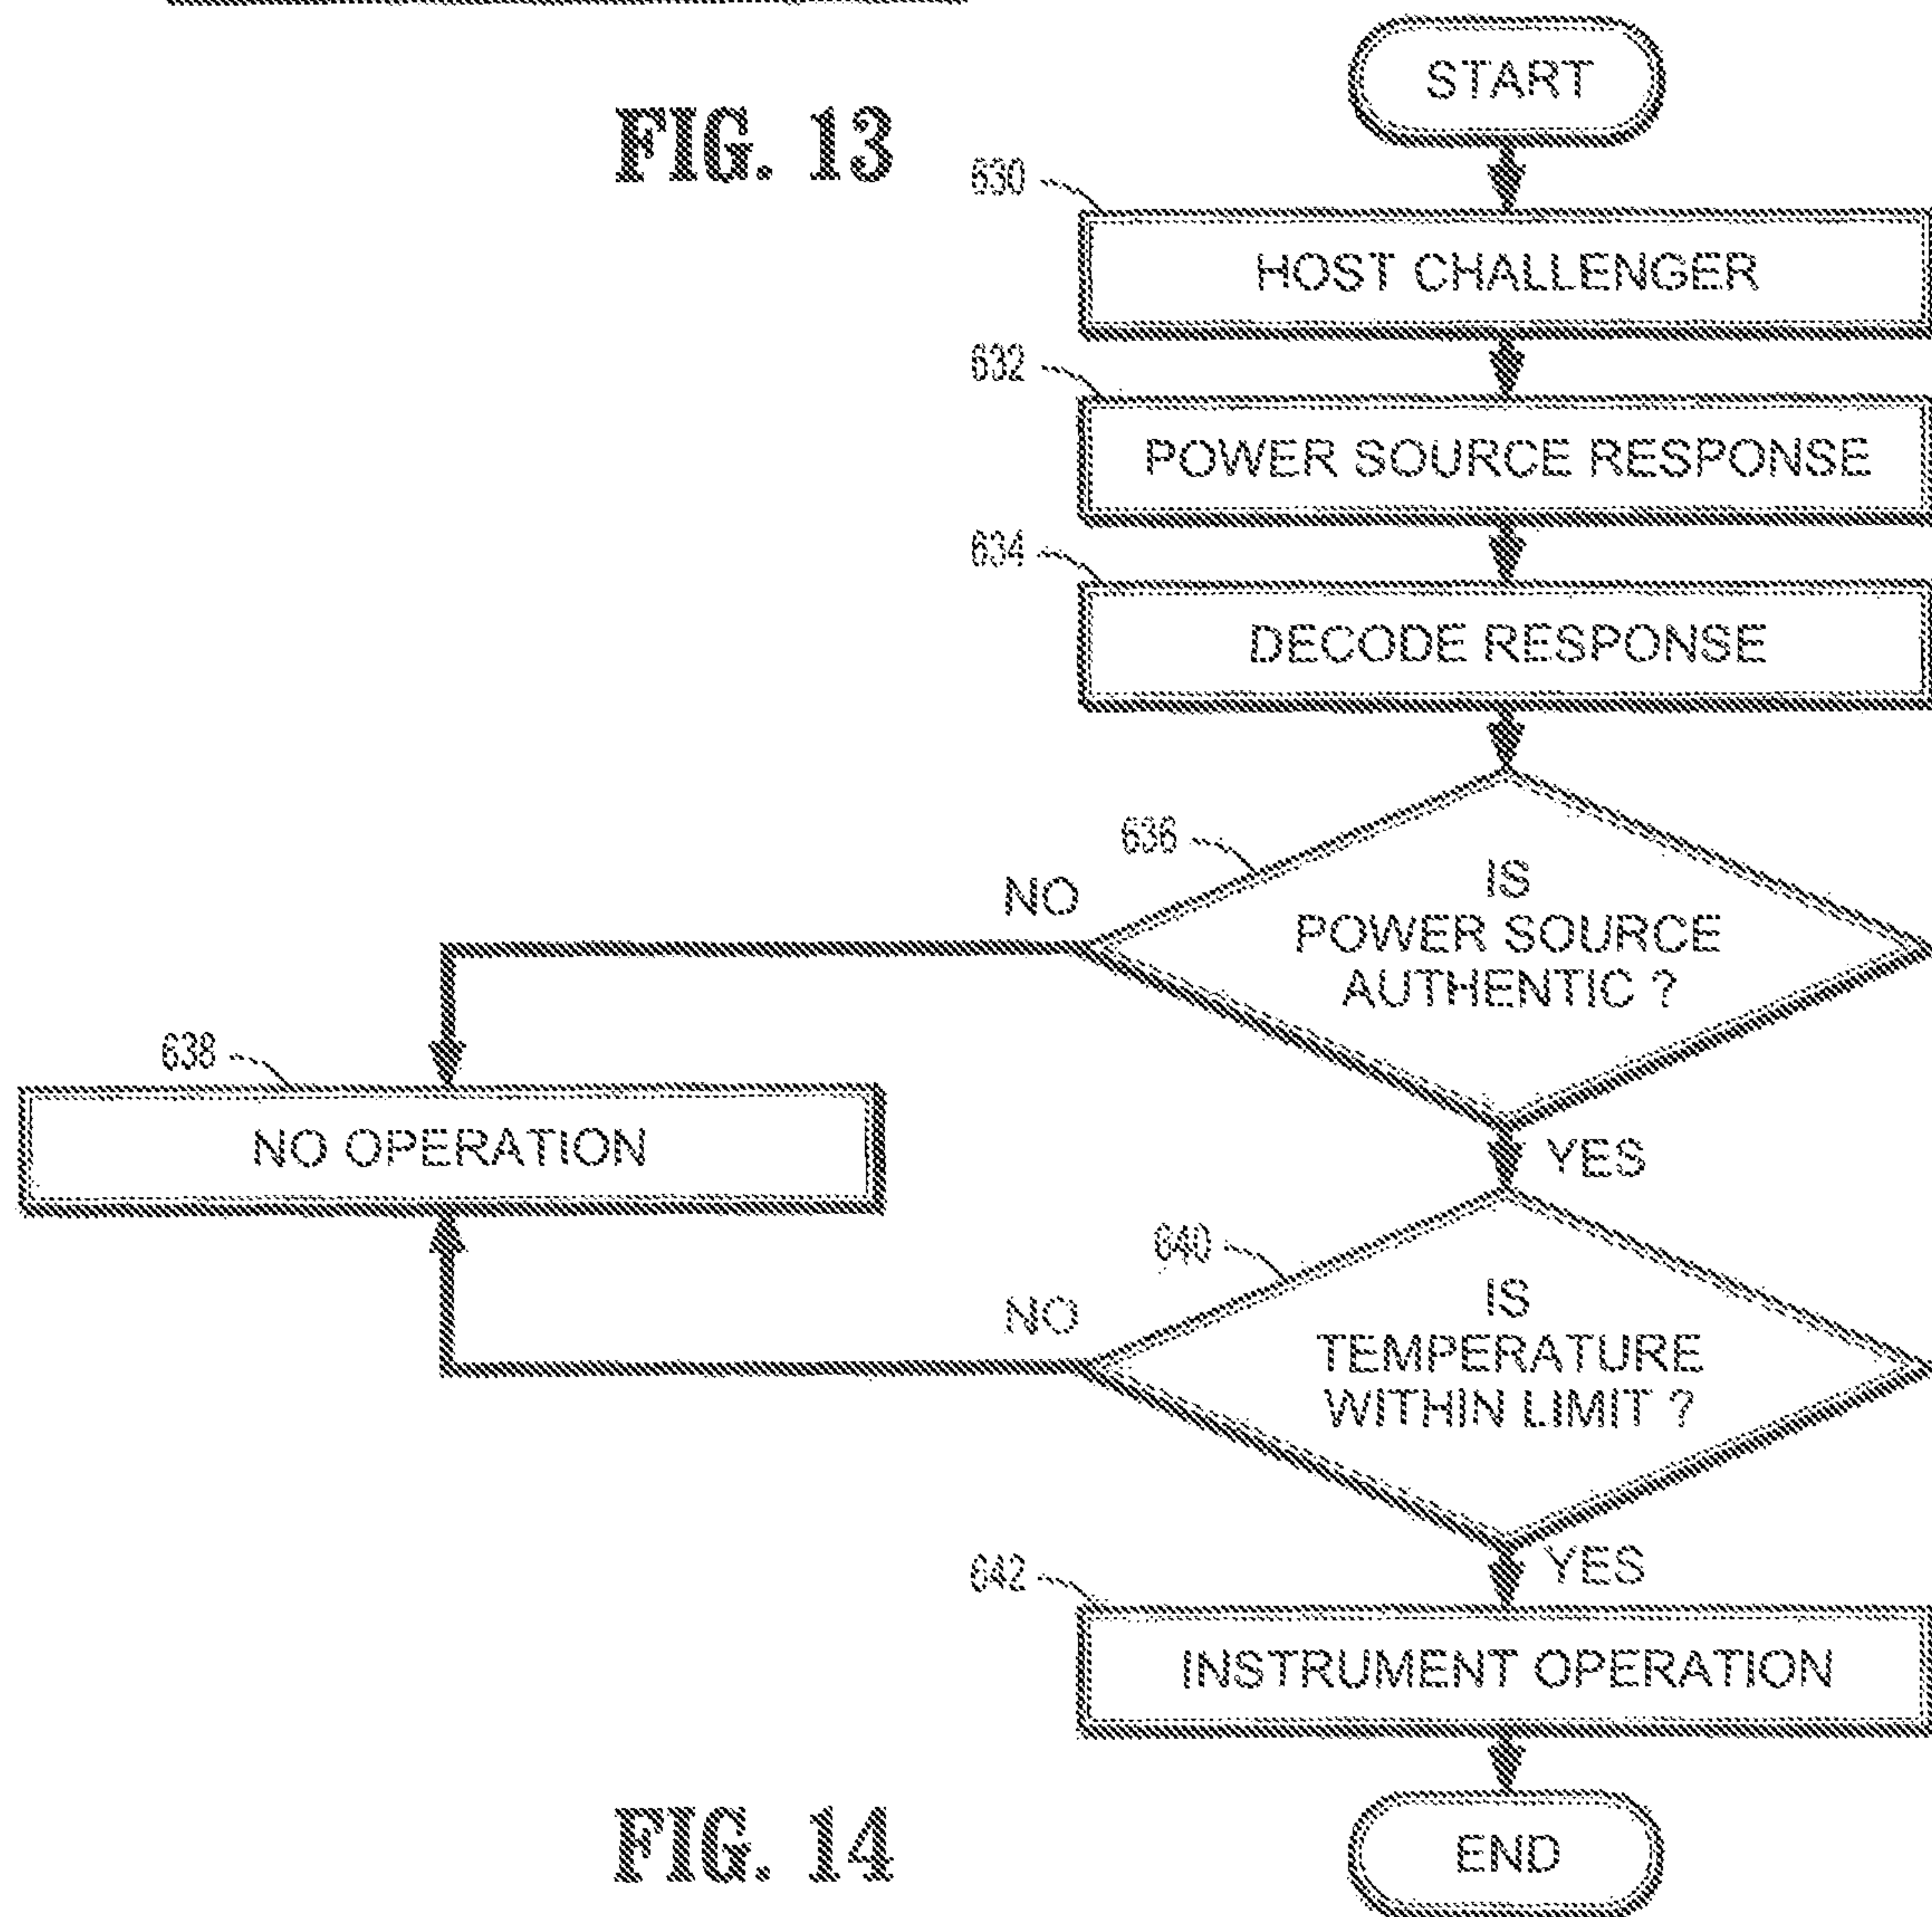 FIG. 13
START
630
HOST CHALLENGER
632
POWER SOURCE RESPONSE
634
DECODE RESPONSE
636
IS
POWER SOURCE
AUTHENTIC ?
NO
YES
638
NO OPERATION
640
IS
TEMPERATURE
WITHIN LIMIT ?
NO
YES
642
INSTRUMENT OPERATION
END
FIG. 14